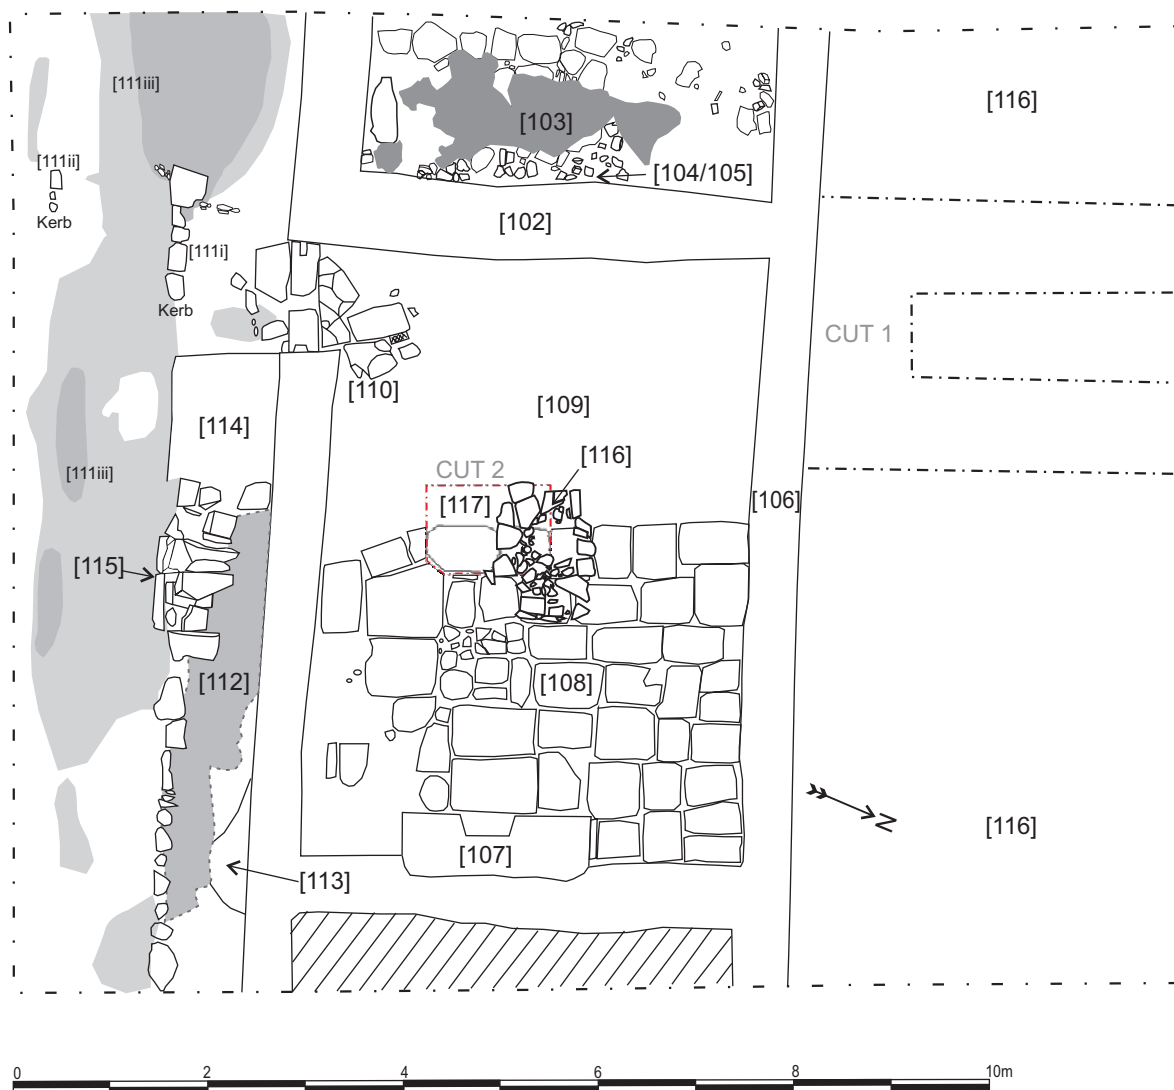 [111iii]
[116]
[103]
[111ii]
[104/105]
Kerb
[102]
[111i]
Kerb
CUT 1
[110]
[109]
[114]
[116]
CUT 2
[111iii]
[117]
[106]
[115]
[112]
[108]
N
[116]
[107]
[113]
0 2 4 6 8 10m